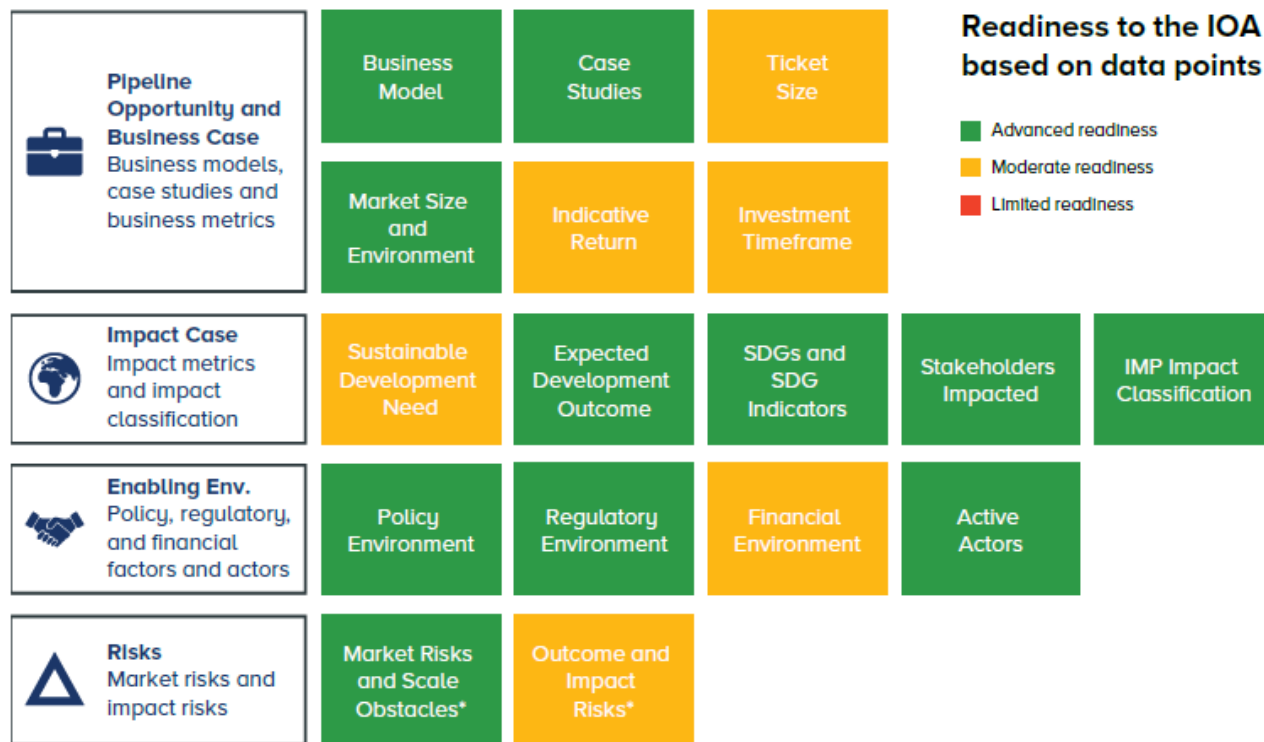 Readiness to the IOA
based on data points
Advanced readiness
Moderate readiness
Limited readiness
Pipeline
Opportunity and
Business Case
Business models,
case studies and
business metrics
Business
Model
Case
Studies
Ticket
Size
Market Size
and
Environment
Indicative
Return
Investment
Timeframe
Impact Case
Impact metrics
and impact
classification
Sustainable
Development
Need
Expected
Development
Outcome
SDGs and
SDG
Indicators
Stakeholders
Impacted
IMP Impact
Classification
Enabling Env.
Policy, regulatory,
and financial
factors and actors
Policy
Environment
Regulatory
Environment
Financial
Environment
Active
Actors
Risks
Market risks and
impact risks
Market Risks
and Scale
Obstacles*
Outcome and
Impact
Risks*